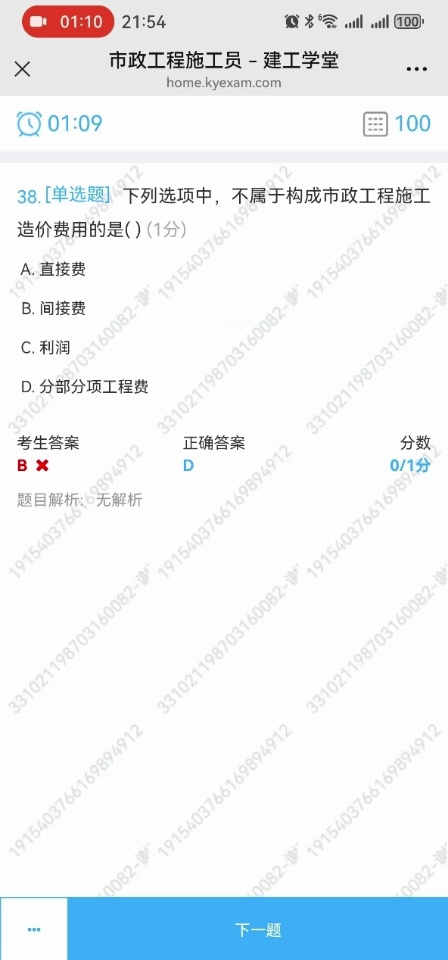 01:10 21:54 100
市政工程施工员 – 建工学堂
home.kyexam.com
01:09 100
38. [单选题] 下列选项中，不属于构成市政工程施工
造价费用的是( ) (1分)
A. 直接费
B. 间接费
C. 利润
D. 分部分项工程费
考生答案 正确答案 分数
B D 0/1分
题目解析： 无解析
下一题